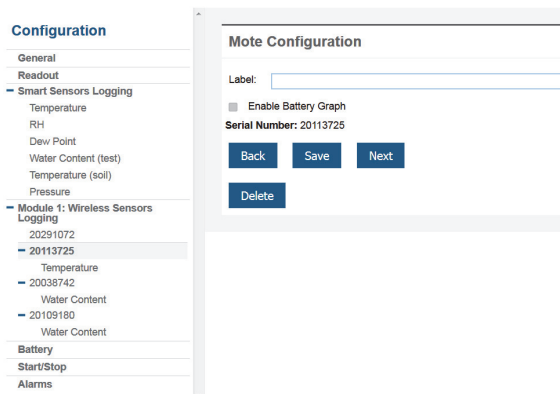 Configuration
General
Readout
Smart Sensors Logging
Temperature
RH
Dew Point
Water Content (test)
Temperature (soil)
Pressure
Module 1: Wireless Sensors
Logging
20291072
20113725
Temperature
20038742
Water Content
20109180
Water Content
Battery
Start/Stop
Alarms
Mote Configuration
Label:
Enable Battery Graph
Serial Number: 20113725
Back Save Next
Delete